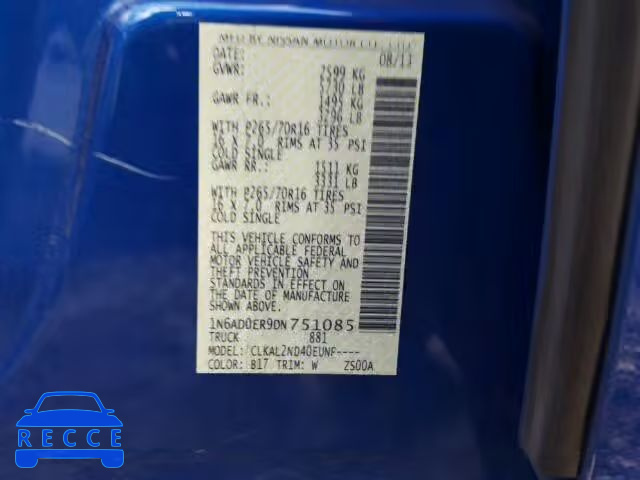 MFD BY NISSAN MOTOR CO., LTD.
DATE: 08/13
GVWR: 2599 KG
5730 LB
GAWR FR.: 1495 KG
3296 LB
WITH P265/70R16 TIRES
16 X 7.0 RIMS AT 35 PSI
COLD SINGLE
GAWR RR.: 1511 KG
3331 LB
WITH P265/70R16 TIRES
16 X 7.0 RIMS AT 35 PSI
COLD SINGLE
THIS VEHICLE CONFORMS TO
ALL APPLICABLE FEDERAL
MOTOR VEHICLE SAFETY AND
THEFT PREVENTION
STANDARDS IN EFFECT ON
THE DATE OF MANUFACTURE
SHOWN ABOVE.
1N6AD0ER9DN751085
TRUCK 881
MODEL: CLKAL2ND40EUNF----
COLOR: B17 TRIM: W ZS00A
RECCE